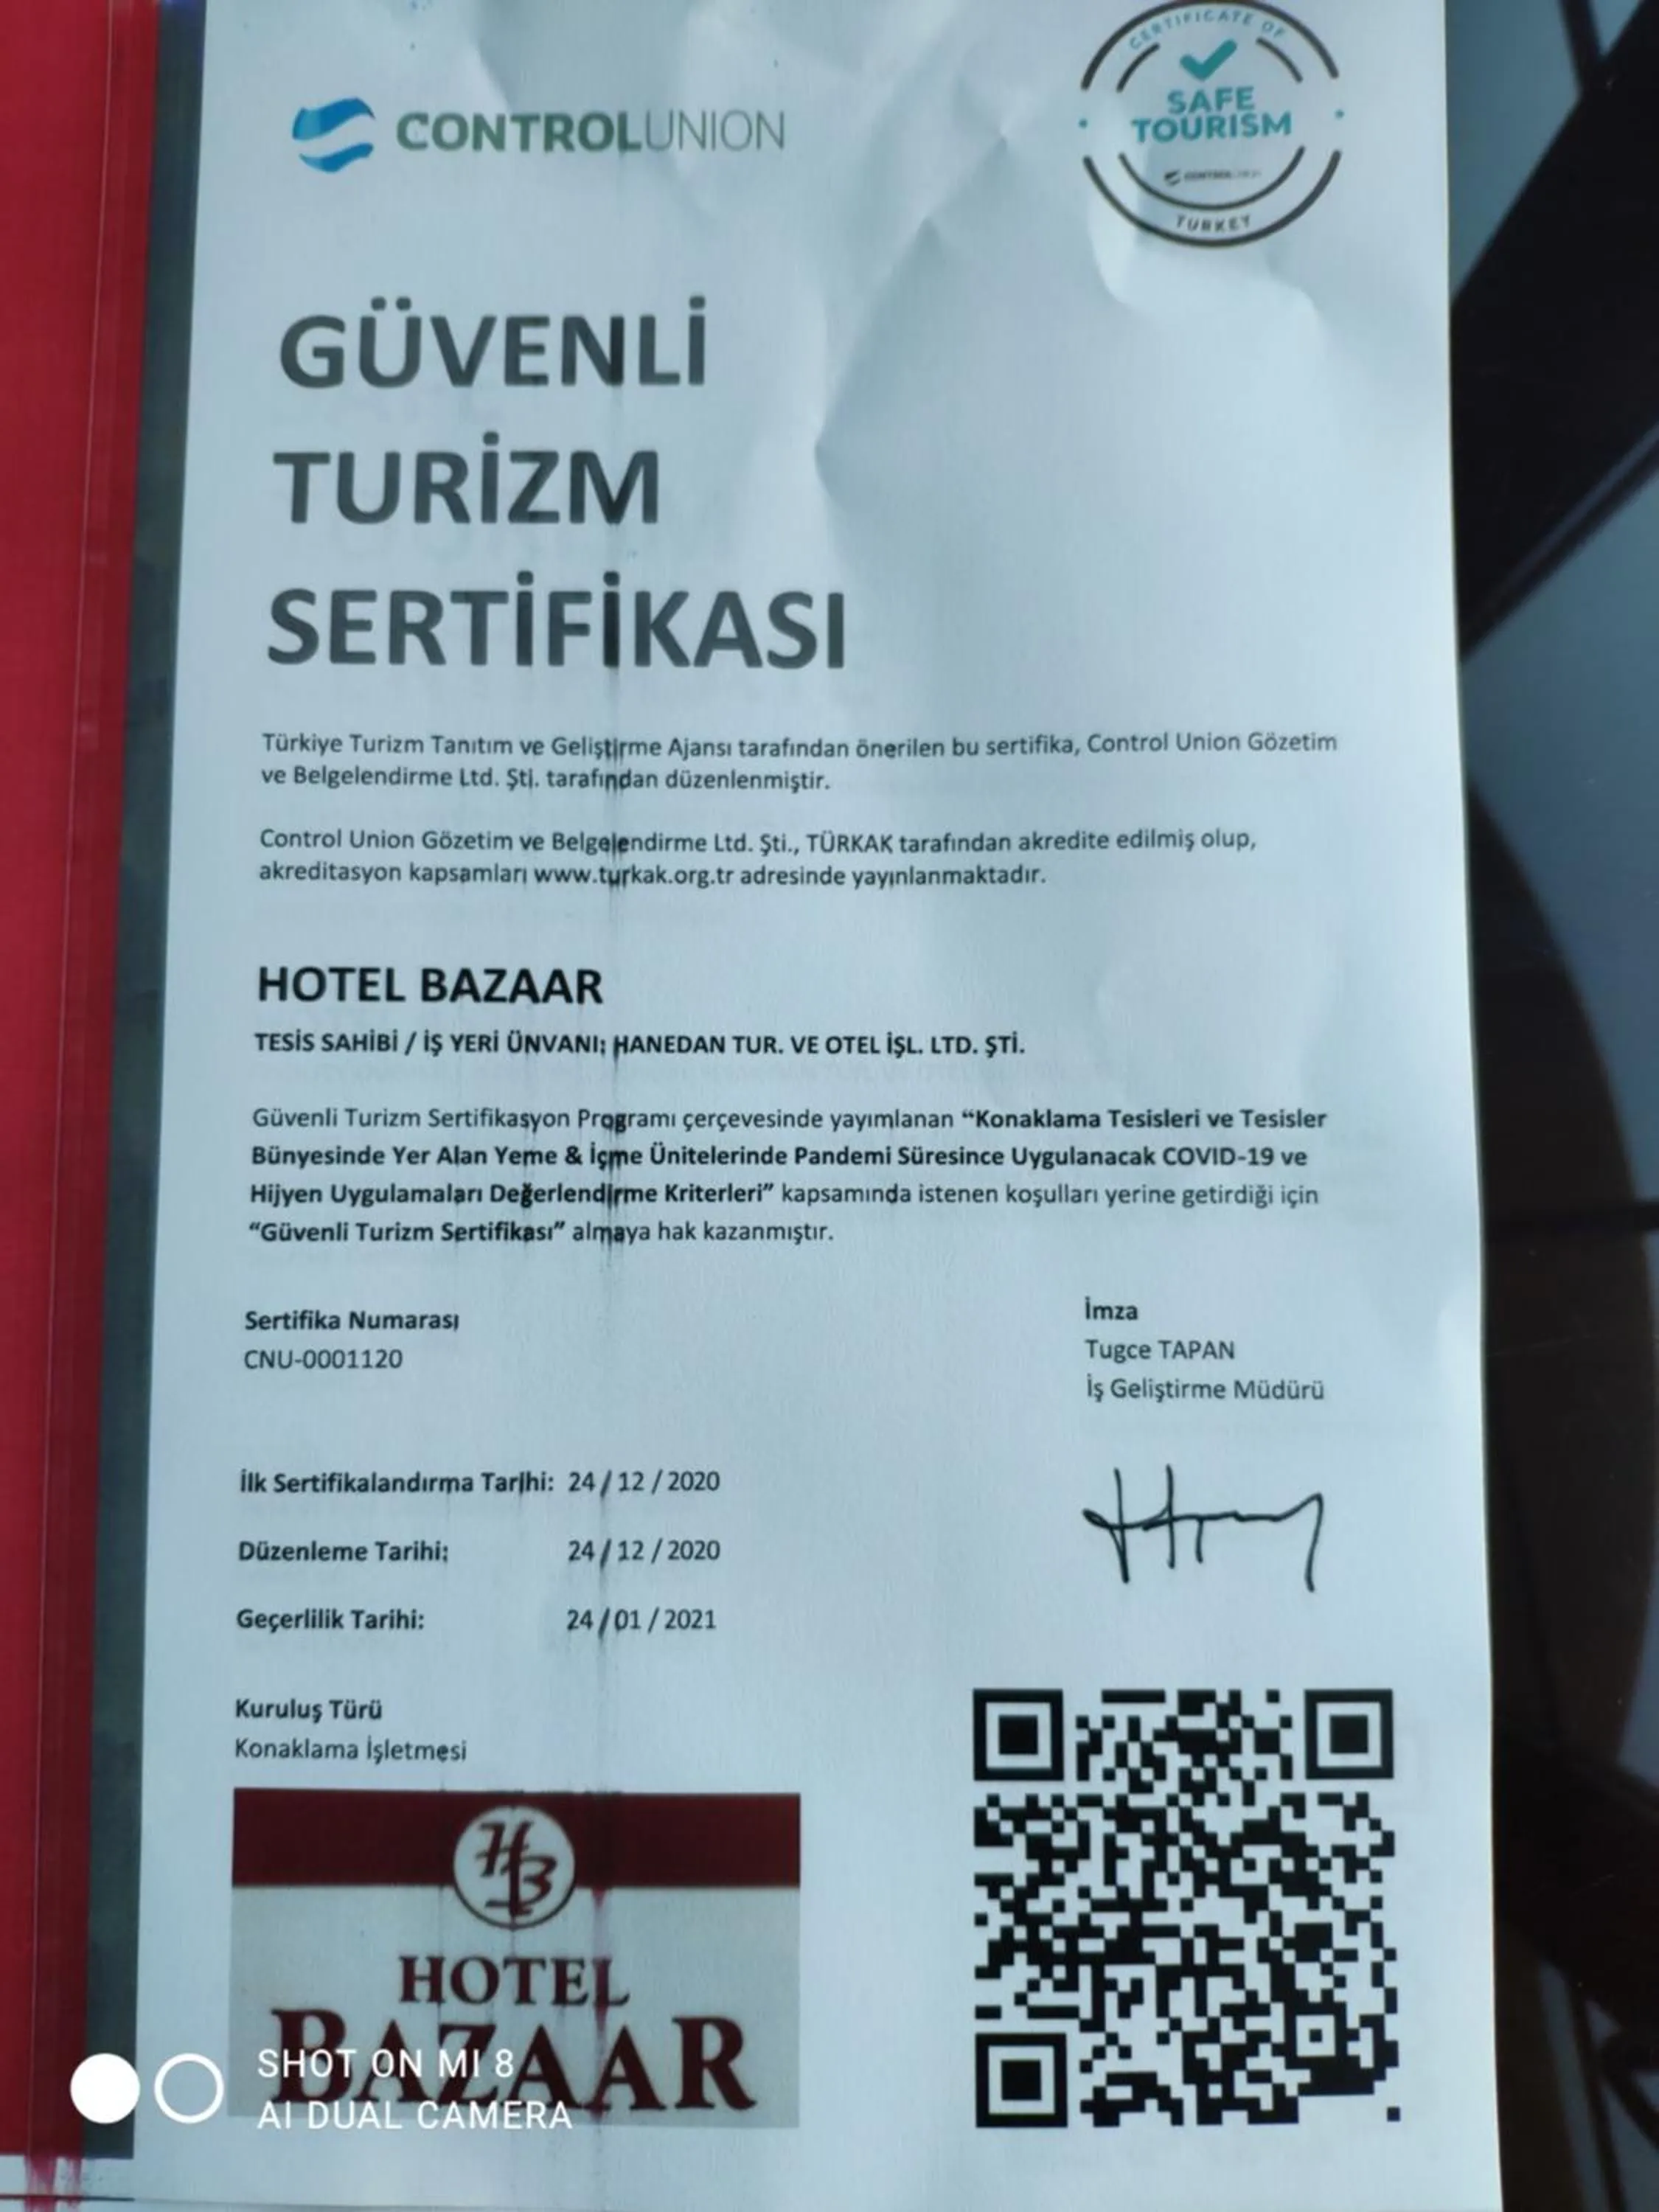 CONTROLUNION
CERTIFICATE OF
SAFE
TOURISM
TURKEY
GÜVENLİ
TURİZM
SERTİFİKASI
Türkiye Turizm Tanıtım ve Geliştirme Ajansı tarafından önerilen bu sertifika, Control Union Gözetim
ve Belgelendirme Ltd. Şti. tarafından düzenlenmiştir.
Control Union Gözetim ve Belgelendirme Ltd. Şti., TÜRKAK tarafından akredite edilmiş olup,
akreditasyon kapsamları www.turkak.org.tr adresinde yayınlanmaktadır.
HOTEL BAZAAR
TESİS SAHİBİ / İŞ YERİ ÜNVANI: HANEDAN TUR. VE OTEL İŞL. LTD. ŞTİ.
Güvenli Turizm Sertifikasyon Programı çerçevesinde yayımlanan “Konaklama Tesisleri ve Tesisler
Bünyesinde Yer Alan Yeme & İçme Ünitelerinde Pandemi Süresince Uygulanacak COVID-19 ve
Hijyen Uygulamaları Değerlendirme Kriterleri” kapsamında istenen koşulları yerine getirdiği için
“Güvenli Turizm Sertifikası” almaya hak kazanmıştır.
Sertifika Numarası
CNU-0001120
İmza
Tugce TAPAN
İş Geliştirme Müdürü
İlk Sertifikalandırma Tarihi: 24 / 12 / 2020
Düzenleme Tarihi: 24 / 12 / 2020
Geçerlilik Tarihi: 24 / 01 / 2021
Kuruluş Türü
Konaklama İşletmesi
HB
HOTEL
BAZAAR
SHOT ON MI 8
AI DUAL CAMERA